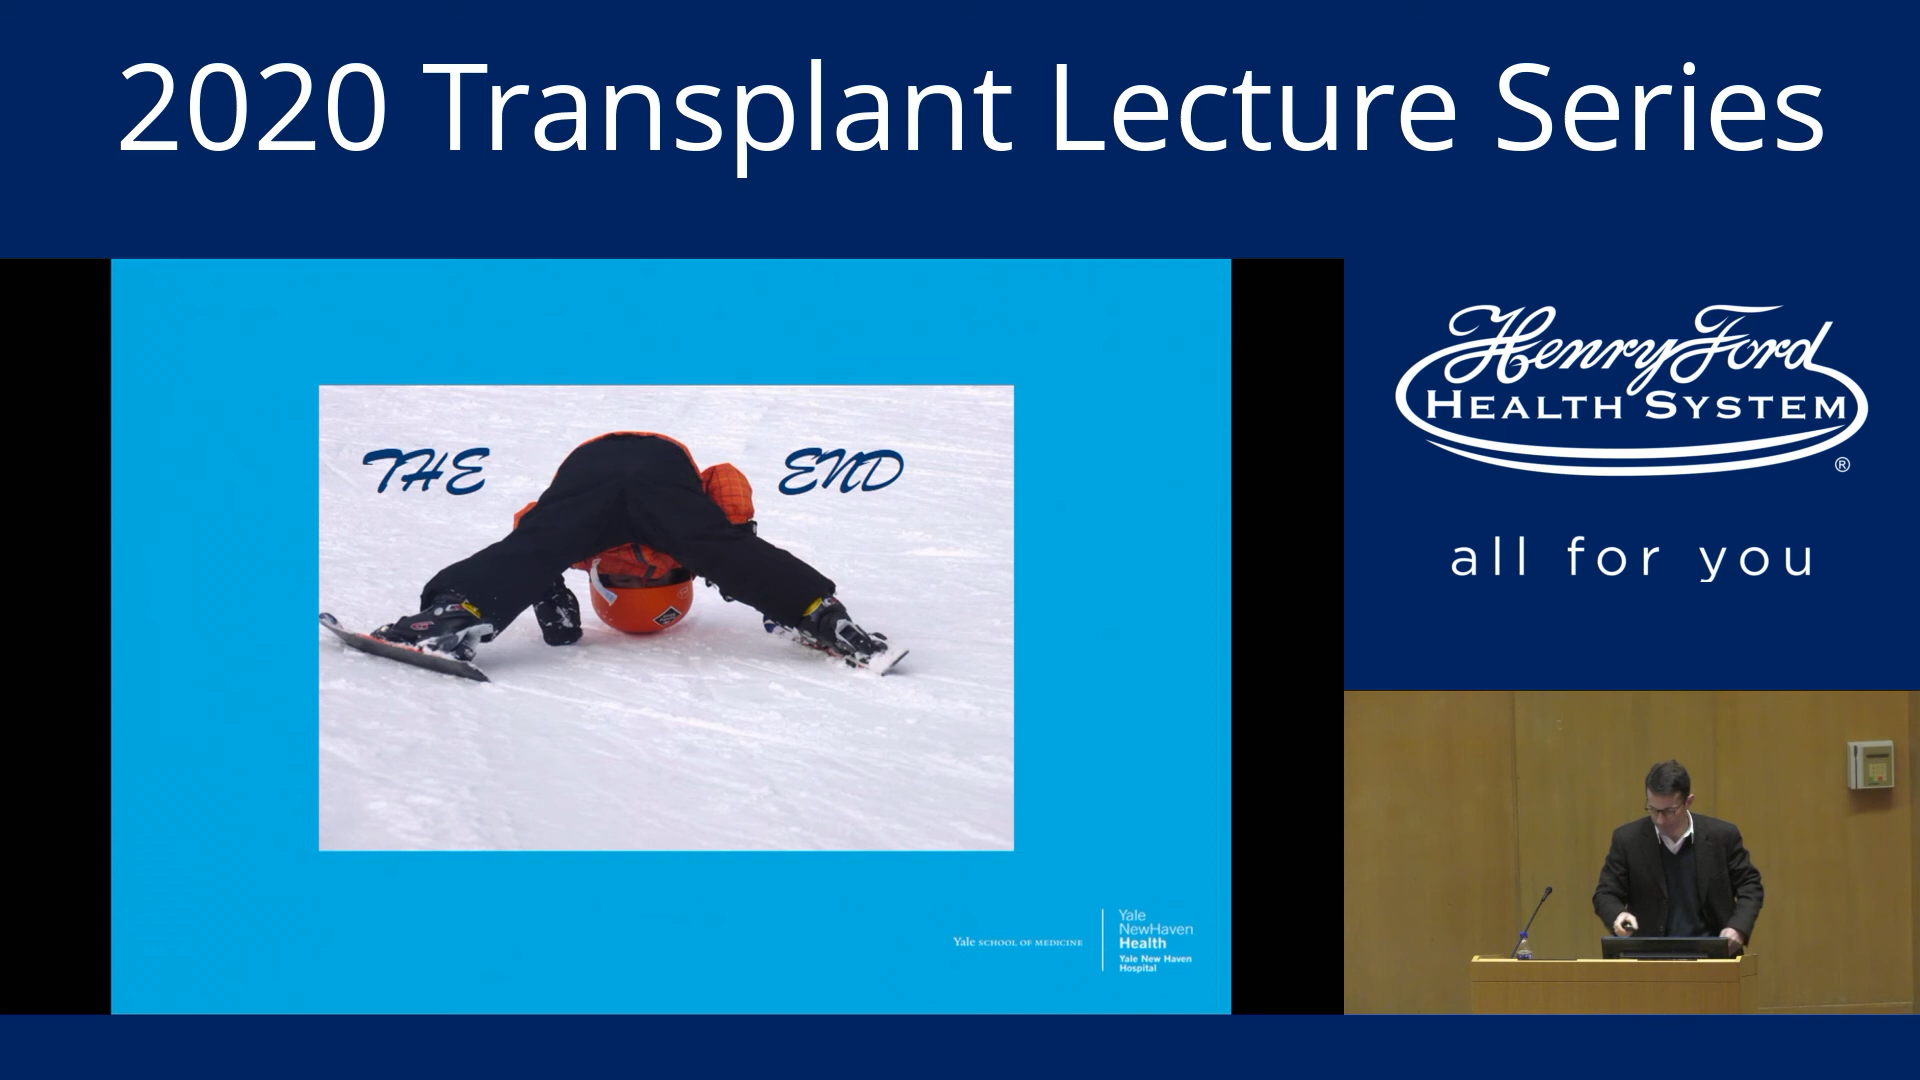 2020 Transplant Lecture Series
THE END
Yale SCHOOL OF MEDICINE
Yale
NewHaven
Health
Yale New Haven
Hospital
Henry Ford
HEALTH SYSTEM
®
all for you